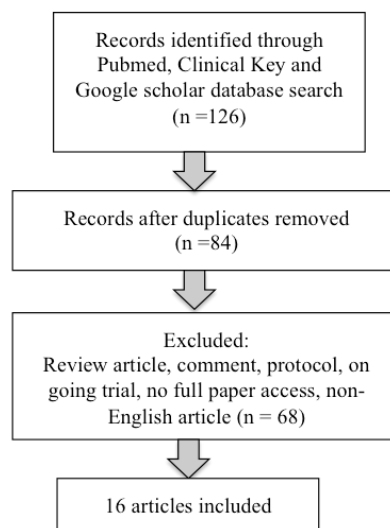 Records identified through
Pubmed, Clinical Key and
Google scholar database search
(n =126)
Records after duplicates removed
(n =84)
Excluded:
Review article, comment, protocol, on
going trial, no full paper access, non-
English article (n = 68)
16 articles included